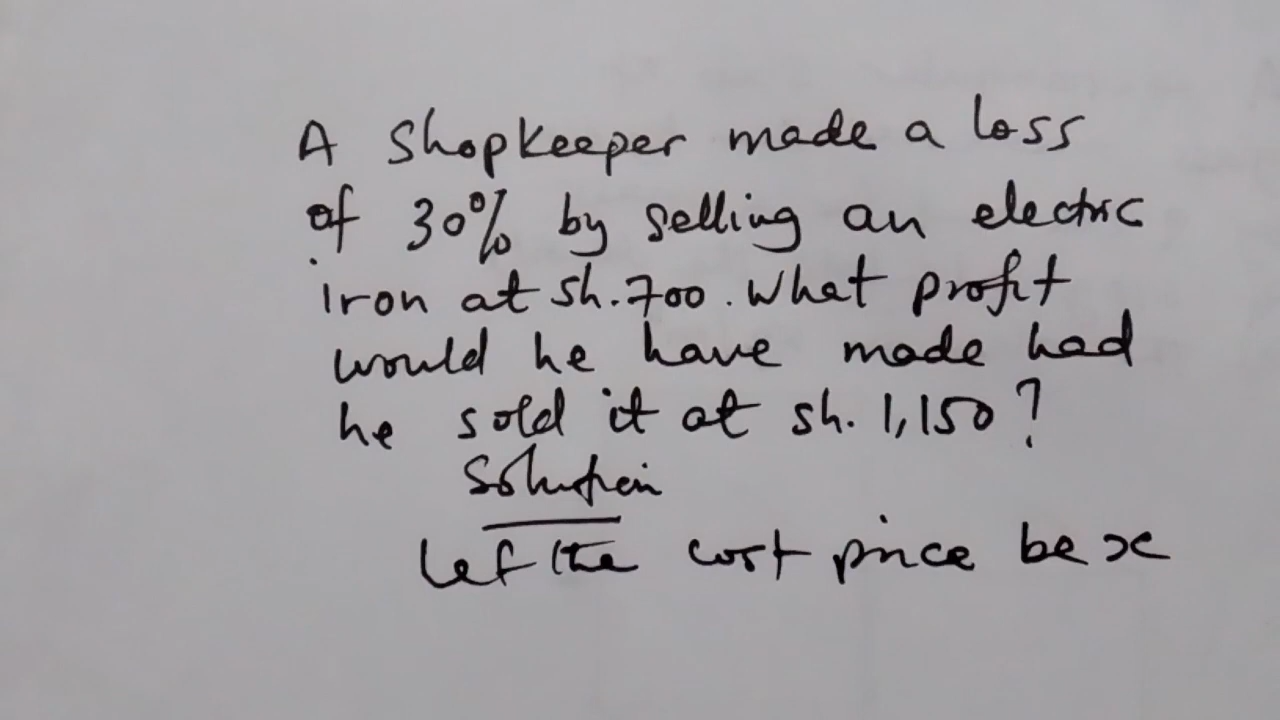 A Shopkeeper made a loss
of 30% by selling an electric
iron at sh.700. What profit
would he have made had
he sold it at sh. 1,150?
Solution
Let the cost price be x